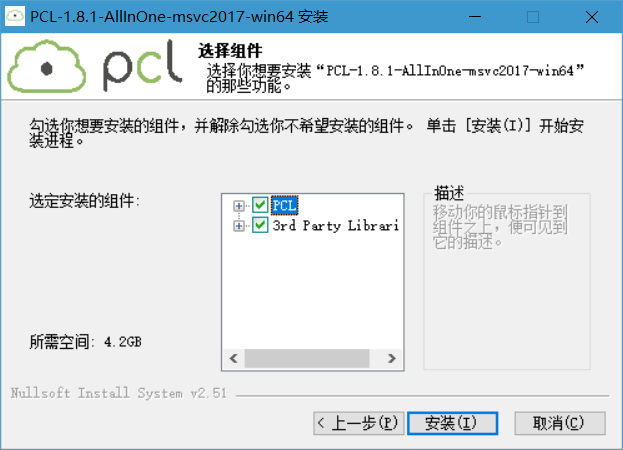 PCL-1.8.1-AllInOne-msvc2017-win64 安装
pcl
选择组件
选择你想要安装“PCL-1.8.1-AllInOne-msvc2017-win64”
的那些功能。
勾选你想要安装的组件，并解除勾选你不希望安装的组件。 单击 [安装(I)] 开始安
装进程。
选定安装的组件:
PCL
3rd Party Librari
描述
移动你的鼠标指针到
组件之上，便可见到
它的描述。
所需空间: 4.2GB
Nullsoft Install System v2.51
< 上一步(P)
安装(I)
取消(C)